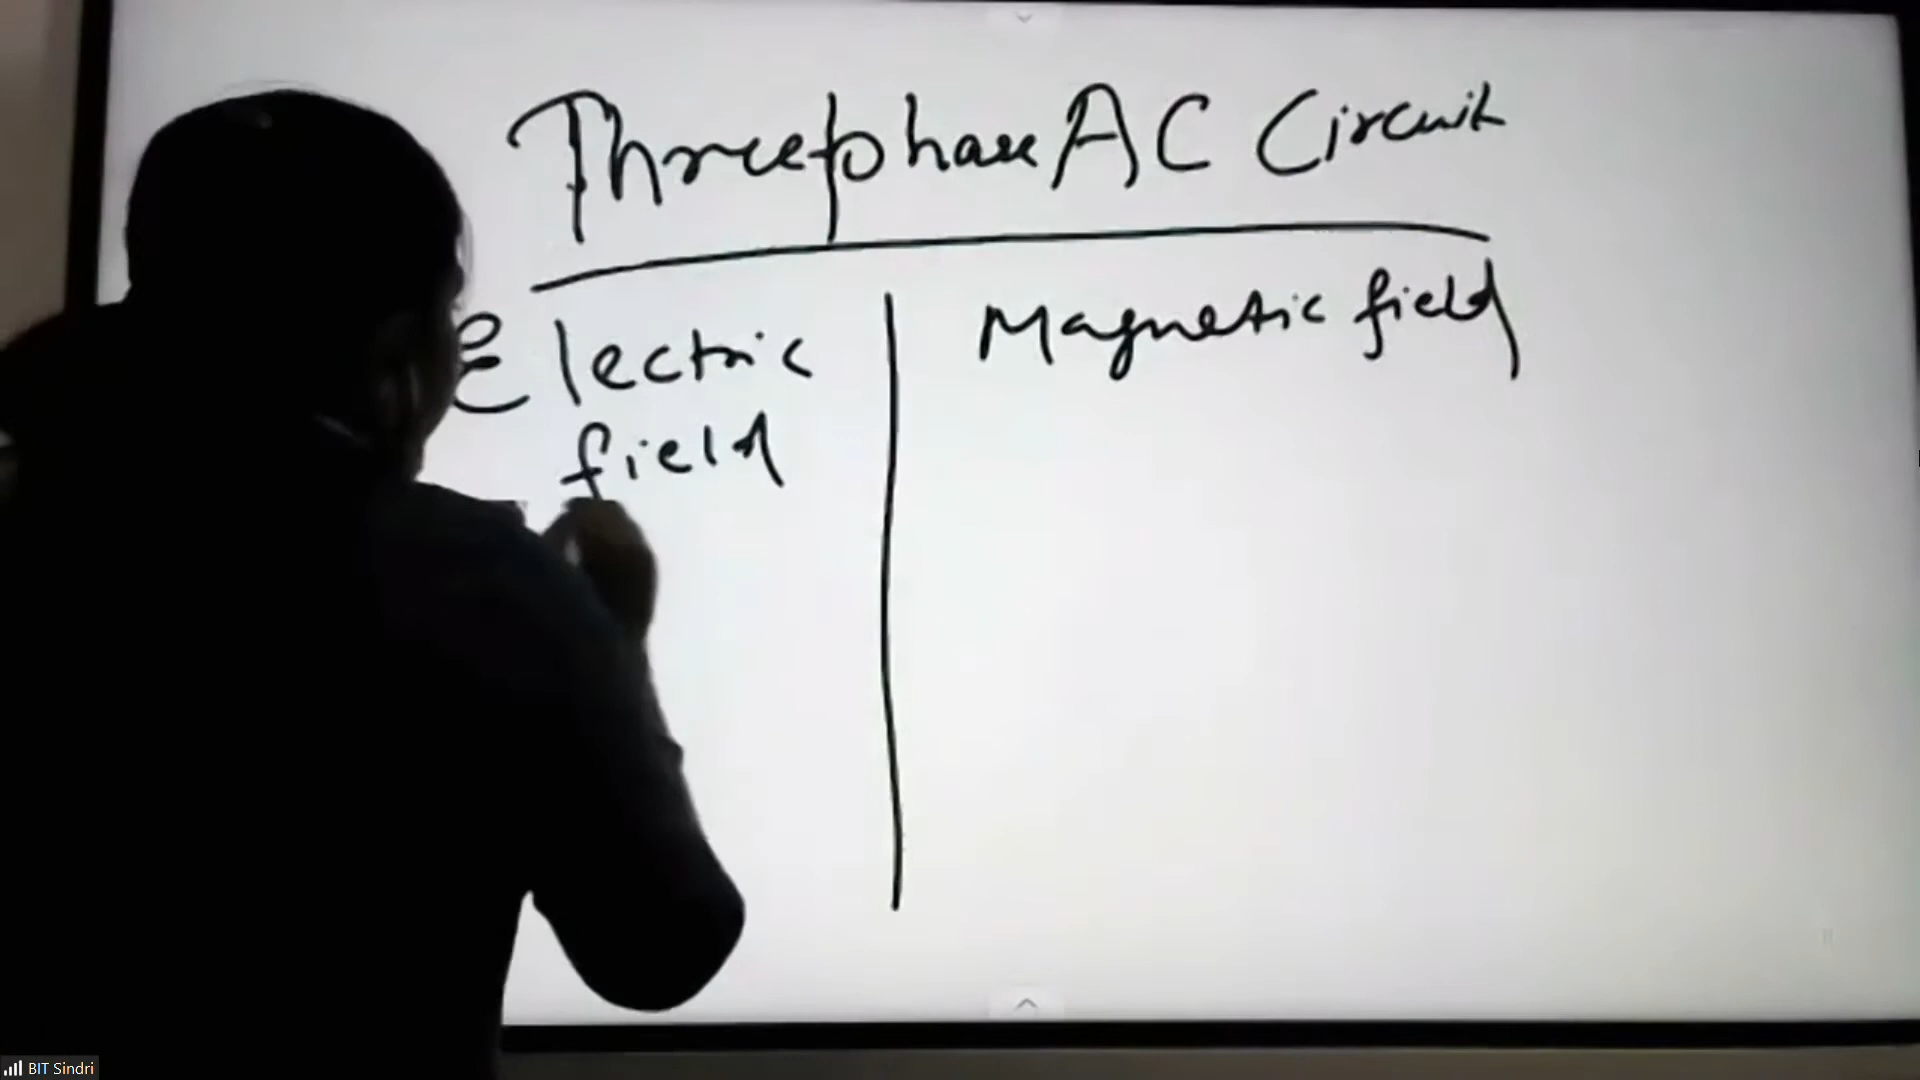 Three phase AC Circuit
Electric
field
Magnetic field
BIT Sindri